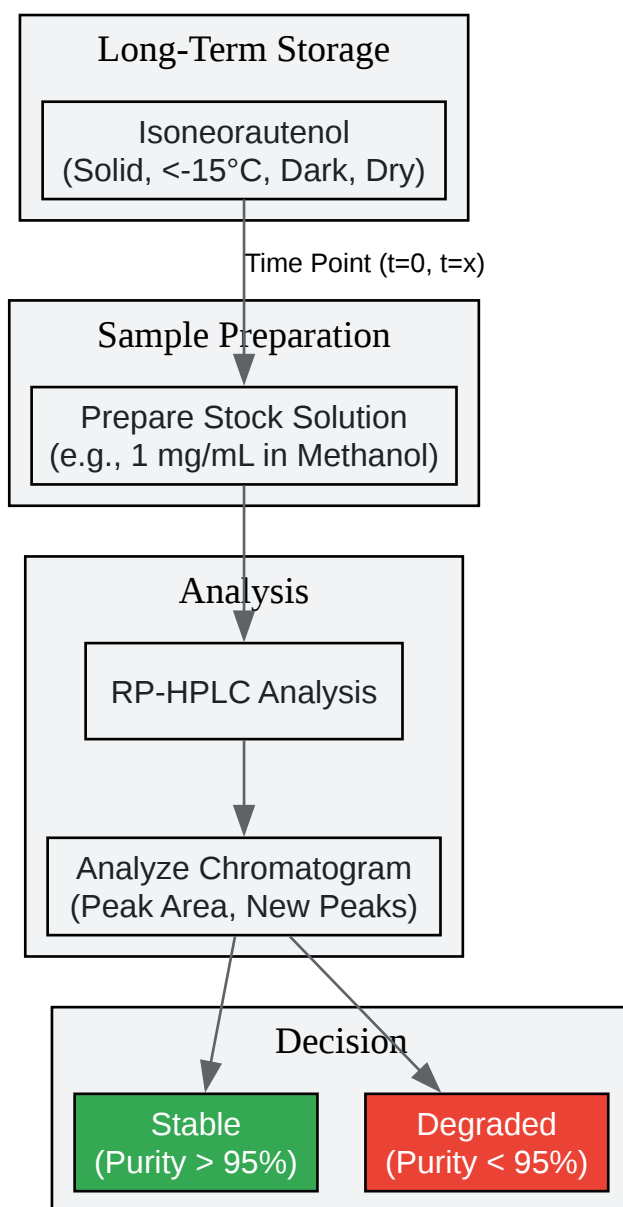 Long-Term Storage
Isoneorautenol
(Solid, <-15°C, Dark, Dry)
Time Point (t=0, t=x)
Sample Preparation
Prepare Stock Solution
(e.g., 1 mg/mL in Methanol)
Analysis
RP-HPLC Analysis
Analyze Chromatogram
(Peak Area, New Peaks)
Decision
Stable
(Purity > 95%)
Degraded
(Purity < 95%)